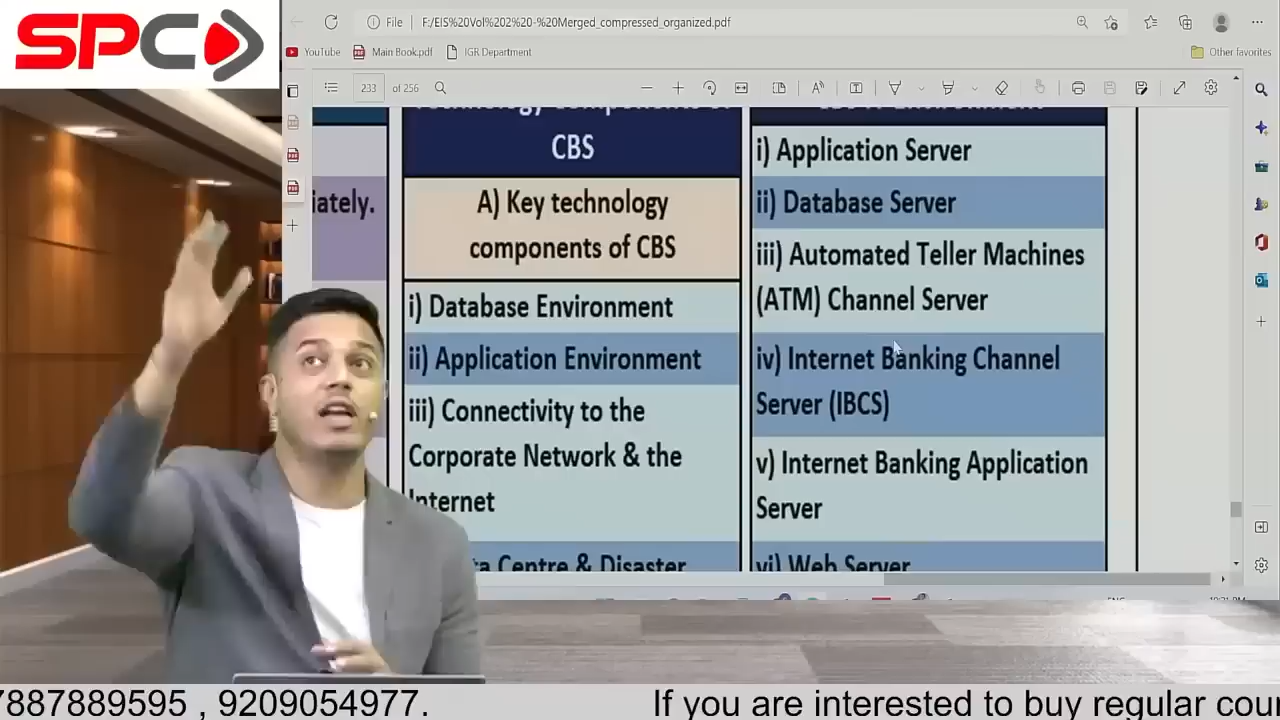 SPC
File
F:/EIS%20Vol%202%20-%20Merged_compressed_organized.pdf
YouTube
Main Book.pdf
IGR Department
Other favorites
233
of 256
CBS
A) Key technology
components of CBS
i) Database Environment
ii) Application Environment
iii) Connectivity to the
Corporate Network & the
Internet
Centre & Disaster
iately.
i) Application Server
ii) Database Server
iii) Automated Teller Machines
(ATM) Channel Server
iv) Internet Banking Channel
Server (IBCS)
v) Internet Banking Application
Server
vi) Web Server
7887889595 , 9209054977.
If you are interested to buy regular cour